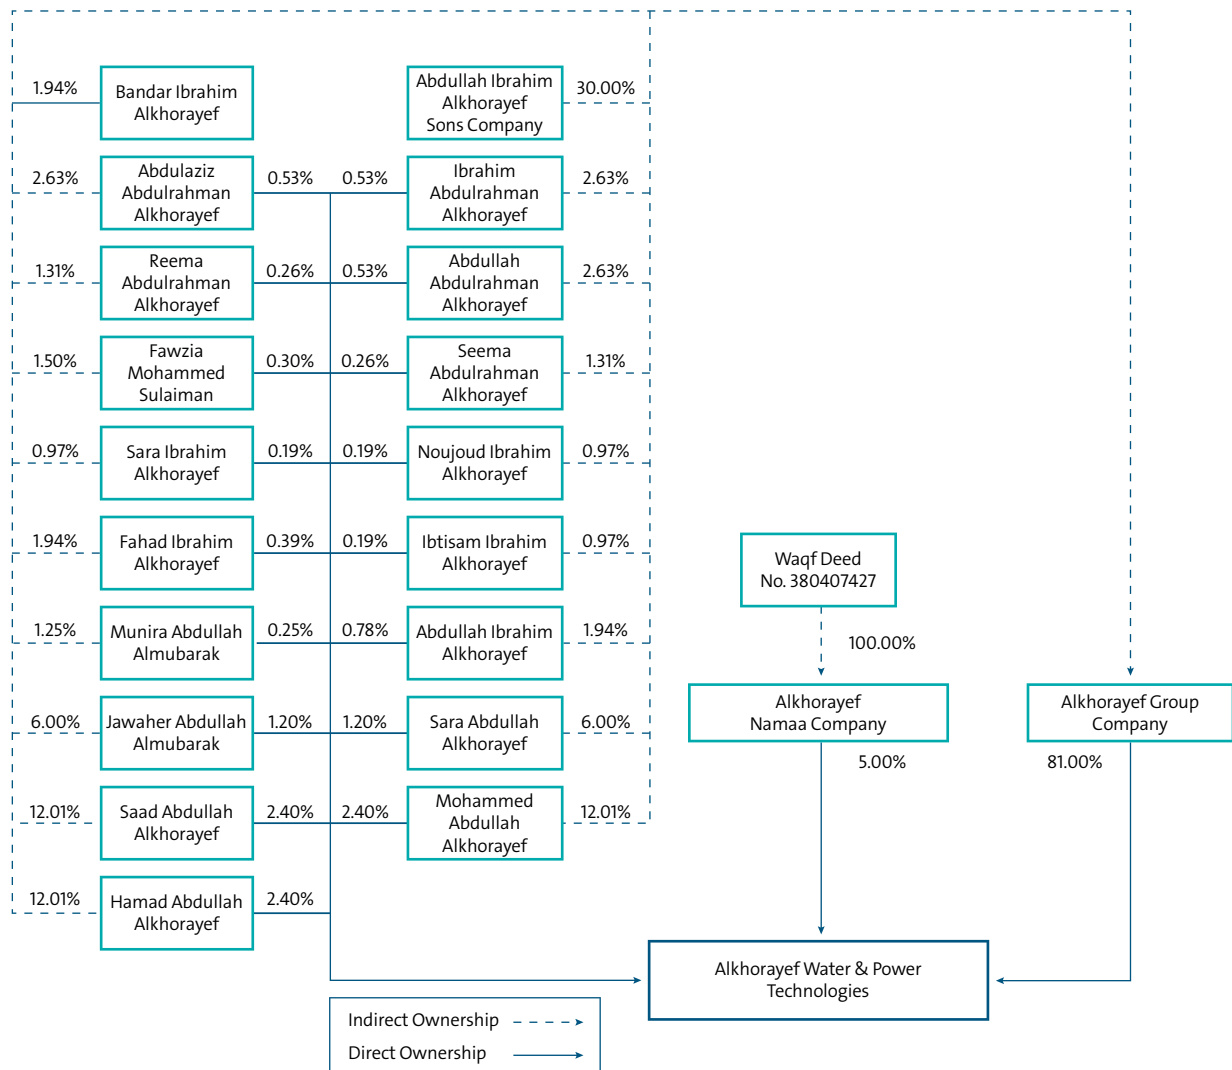 1.94%
Bandar Ibrahim
Alkhorayef
Abdullah Ibrahim
Alkhorayef
Sons Company
30.00%
2.63%
Abdulaziz
Abdulrahman
Alkhorayef
0.53%
0.53%
Ibrahim
Abdulrahman
Alkhorayef
2.63%
1.31%
Reema
Abdulrahman
Alkhorayef
0.26%
0.53%
Abdullah
Abdulrahman
Alkhorayef
2.63%
1.50%
Fawzia
Mohammed
Sulaiman
0.30%
0.26%
Seema
Abdulrahman
Alkhorayef
1.31%
0.97%
Sara Ibrahim
Alkhorayef
0.19%
0.19%
Noujoud Ibrahim
Alkhorayef
0.97%
1.94%
Fahad Ibrahim
Alkhorayef
0.39%
0.19%
Ibtisam Ibrahim
Alkhorayef
0.97%
1.25%
Munira Abdullah
Almubarak
0.25%
0.78%
Abdullah Ibrahim
Alkhorayef
1.94%
6.00%
Jawaher Abdullah
Almubarak
1.20%
1.20%
Sara Abdullah
Alkhorayef
6.00%
12.01%
Saad Abdullah
Alkhorayef
2.40%
2.40%
Mohammed
Abdullah
Alkhorayef
12.01%
12.01%
Hamad Abdullah
Alkhorayef
2.40%
Waqf Deed
No. 380407427
100.00%
Alkhorayef
Namaa Company
5.00%
Alkhorayef Group
Company
81.00%
Alkhorayef Water & Power
Technologies
Indirect Ownership
Direct Ownership